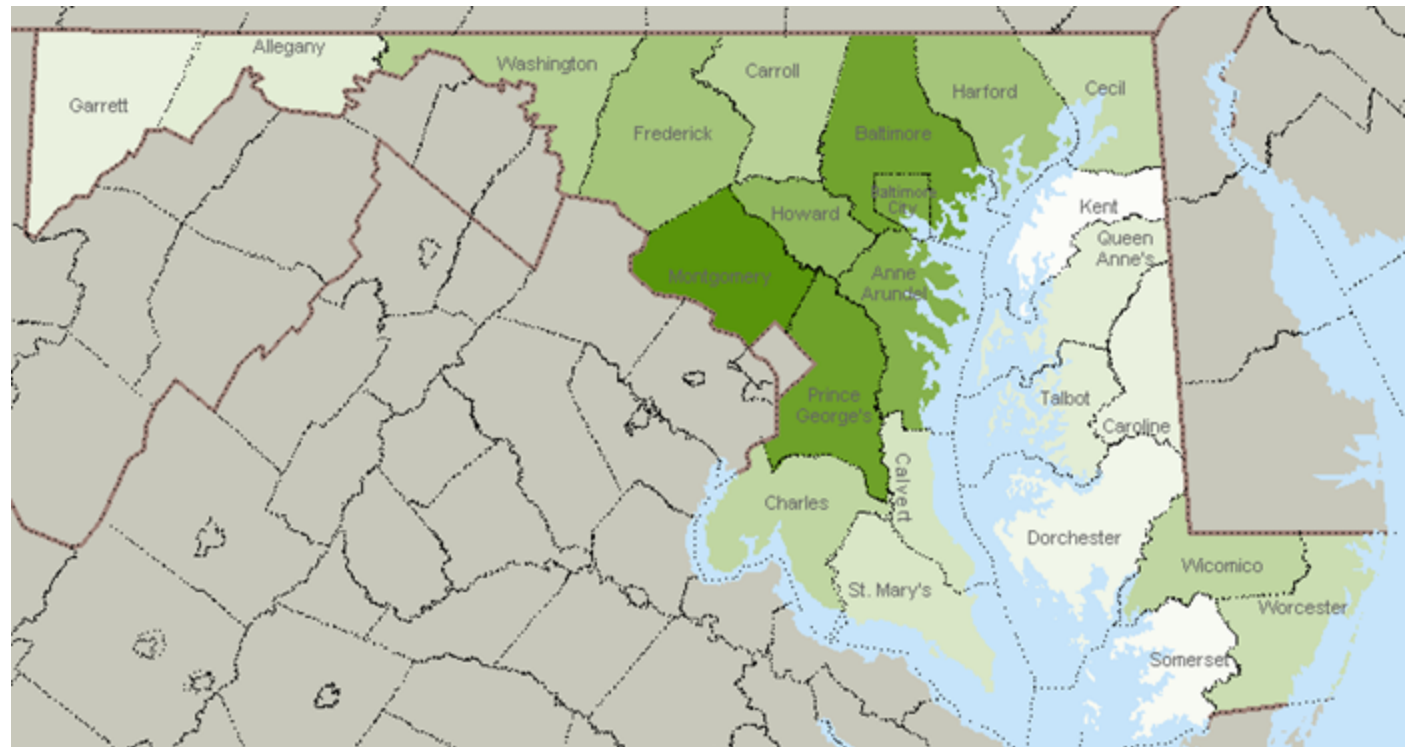 Allegany
Garrett
Washington
Frederick
Carroll
Baltimore
Harford
Cecil
Baltimore
City
Howard
Kent
Queen
Anne's
Montgomery
Anne
Arundel
Prince
George's
Talbot
Caroline
Calvert
Charles
Dorchester
St. Mary's
Wicomico
Worcester
Somerset